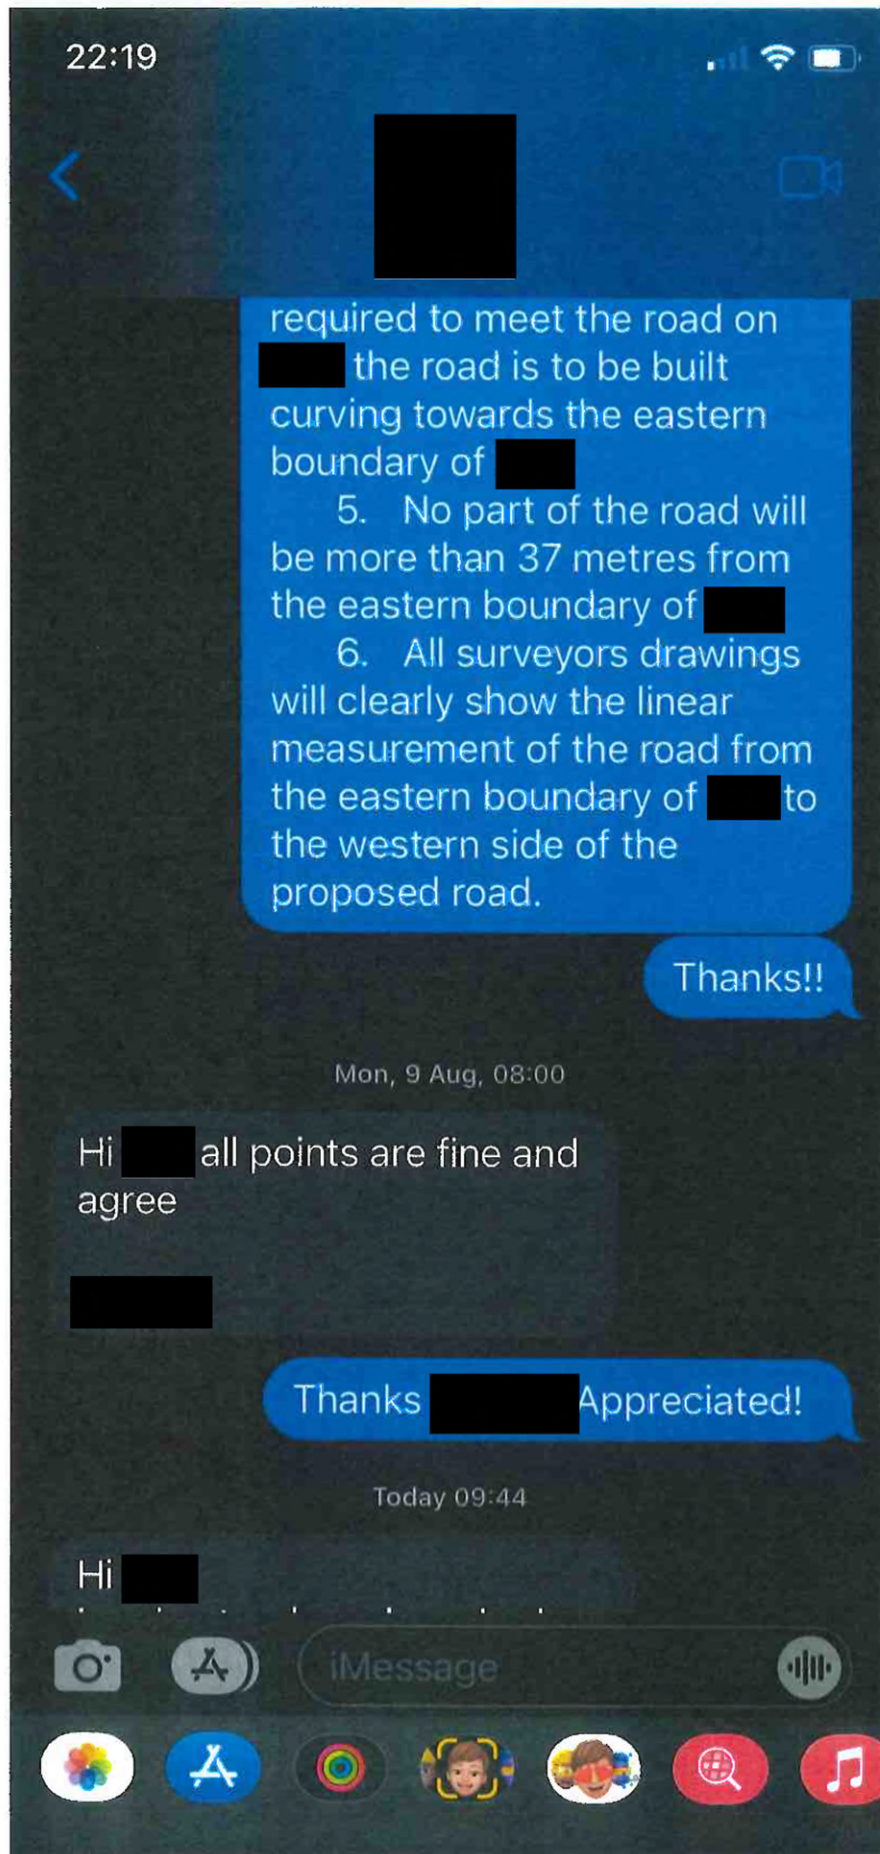 22:19
required to meet the road on
the road is to be built
curving towards the eastern
boundary of
5. No part of the road will
be more than 37 metres from
the eastern boundary of
6. All surveyors drawings
will clearly show the linear
measurement of the road from
the eastern boundary of to
the western side of the
proposed road.
Thanks!!
Mon, 9 Aug, 08:00
Hi all points are fine and
agree
Thanks Appreciated!
Today 09:44
Hi
iMessage